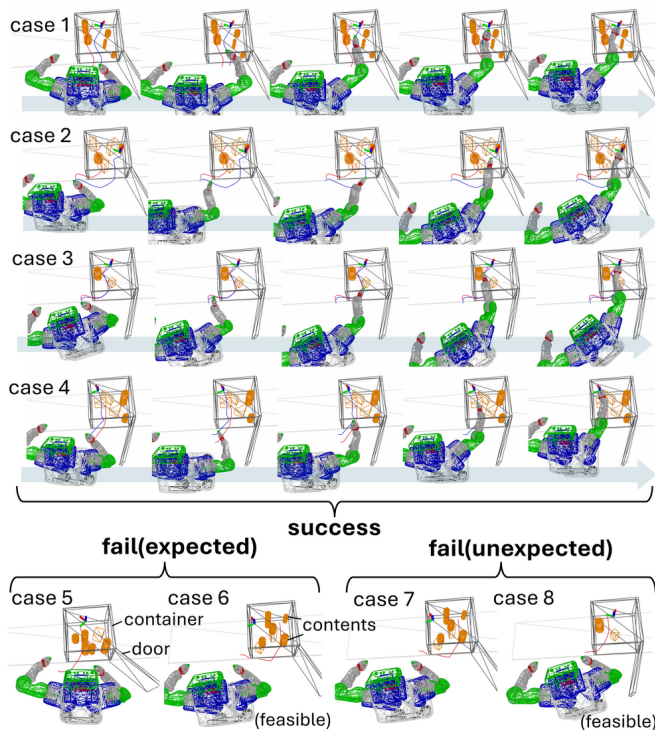 case 1
case 2
case 3
case 4
success
fail(expected)
fail(unexpected)
case 5
case 6
case 7
case 8
container
contents
door
(feasible)
(feasible)